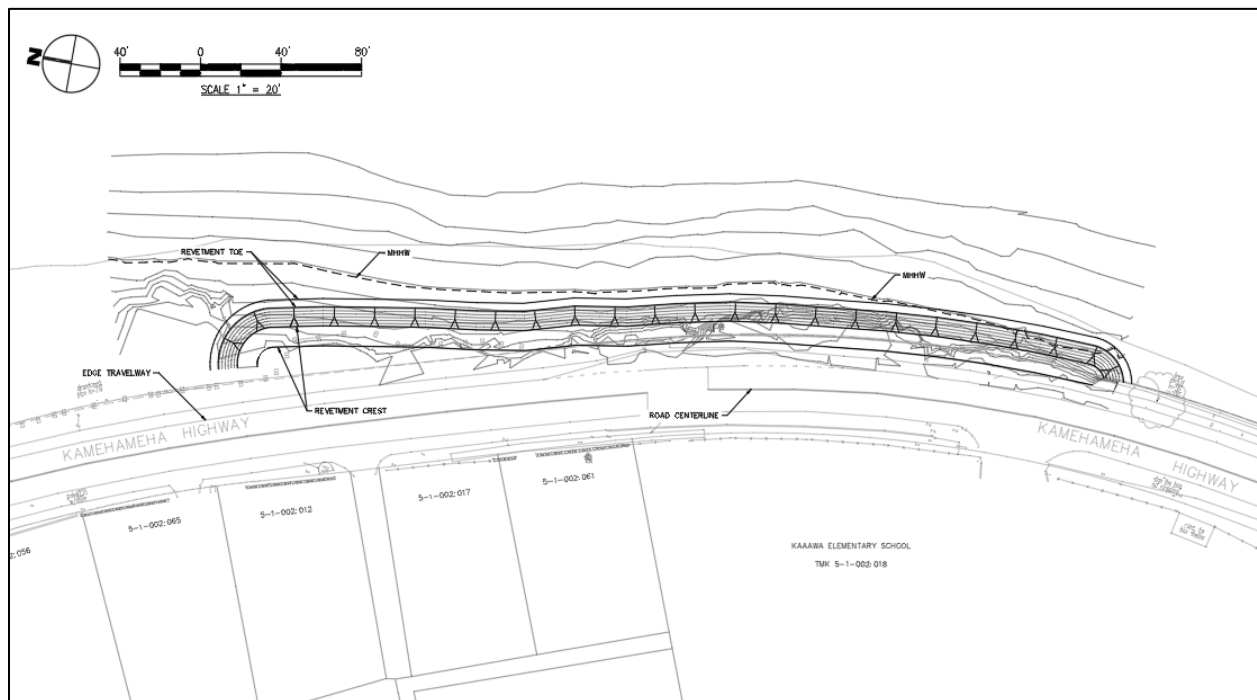 N
40' 0 40' 80'
SCALE 1" = 20'
REVETMENT TOE
MHHW
MHHW
EDGE TRAVELWAY
REVETMENT CREST
ROAD CENTERLINE
KAMEHAMEHA HIGHWAY
KAMEHAMEHA HIGHWAY
5-1-002:017
5-1-002:061
5-1-002:012
5-1-002:065
2:056
KAAAWA ELEMENTARY SCHOOL
TMK 5-1-002:018